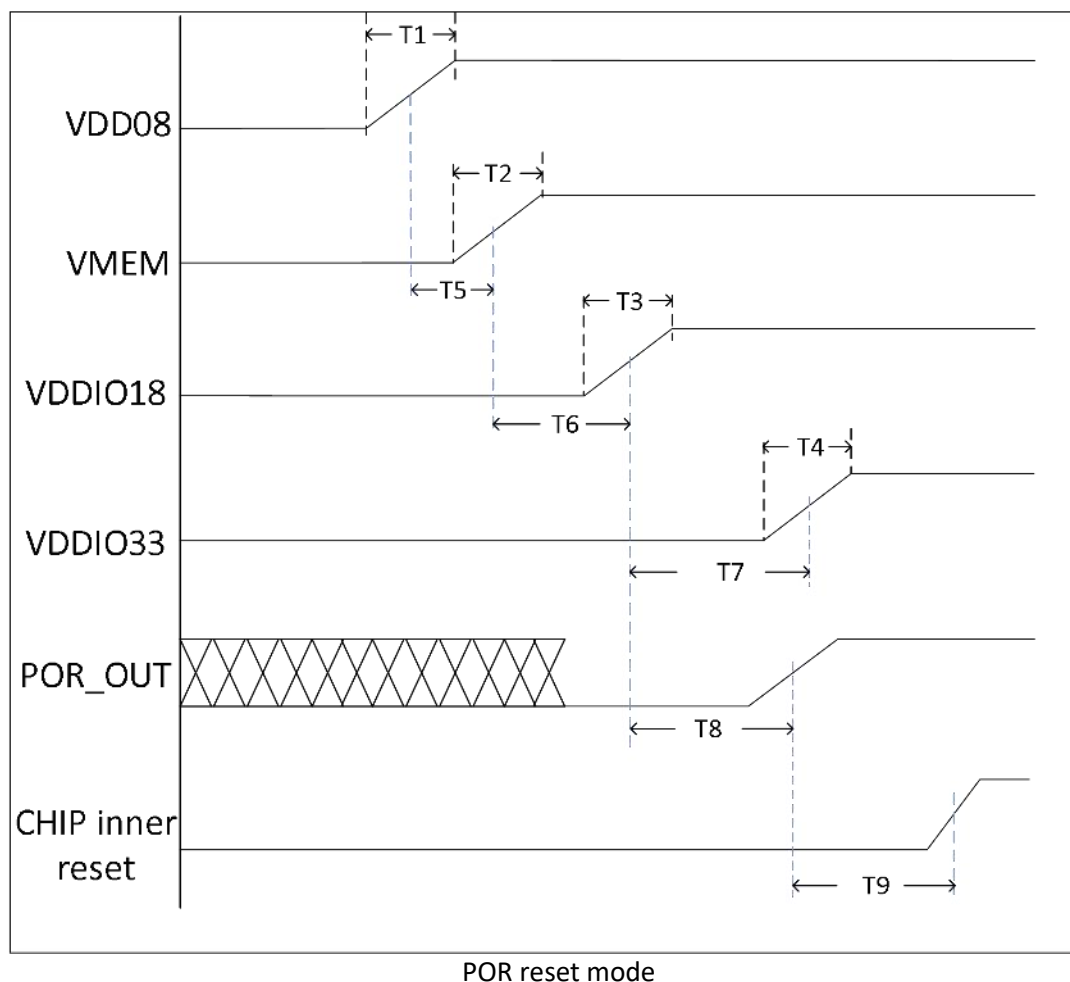 T1
VDD08
T2
VMEM
T5
T3
VDDIO18
T6
T4
VDDIO33
T7
POR_OUT
T8
CHIP inner
reset
T9
POR reset mode